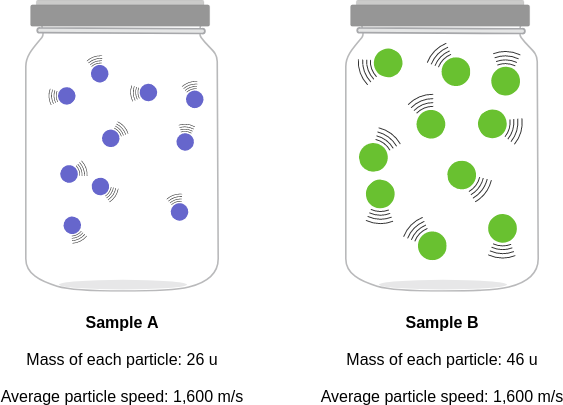 Sample A
Mass of each particle: 26 u
Average particle speed: 1,600 m/s
Sample B
Mass of each particle: 46 u
Average particle speed: 1,600 m/s